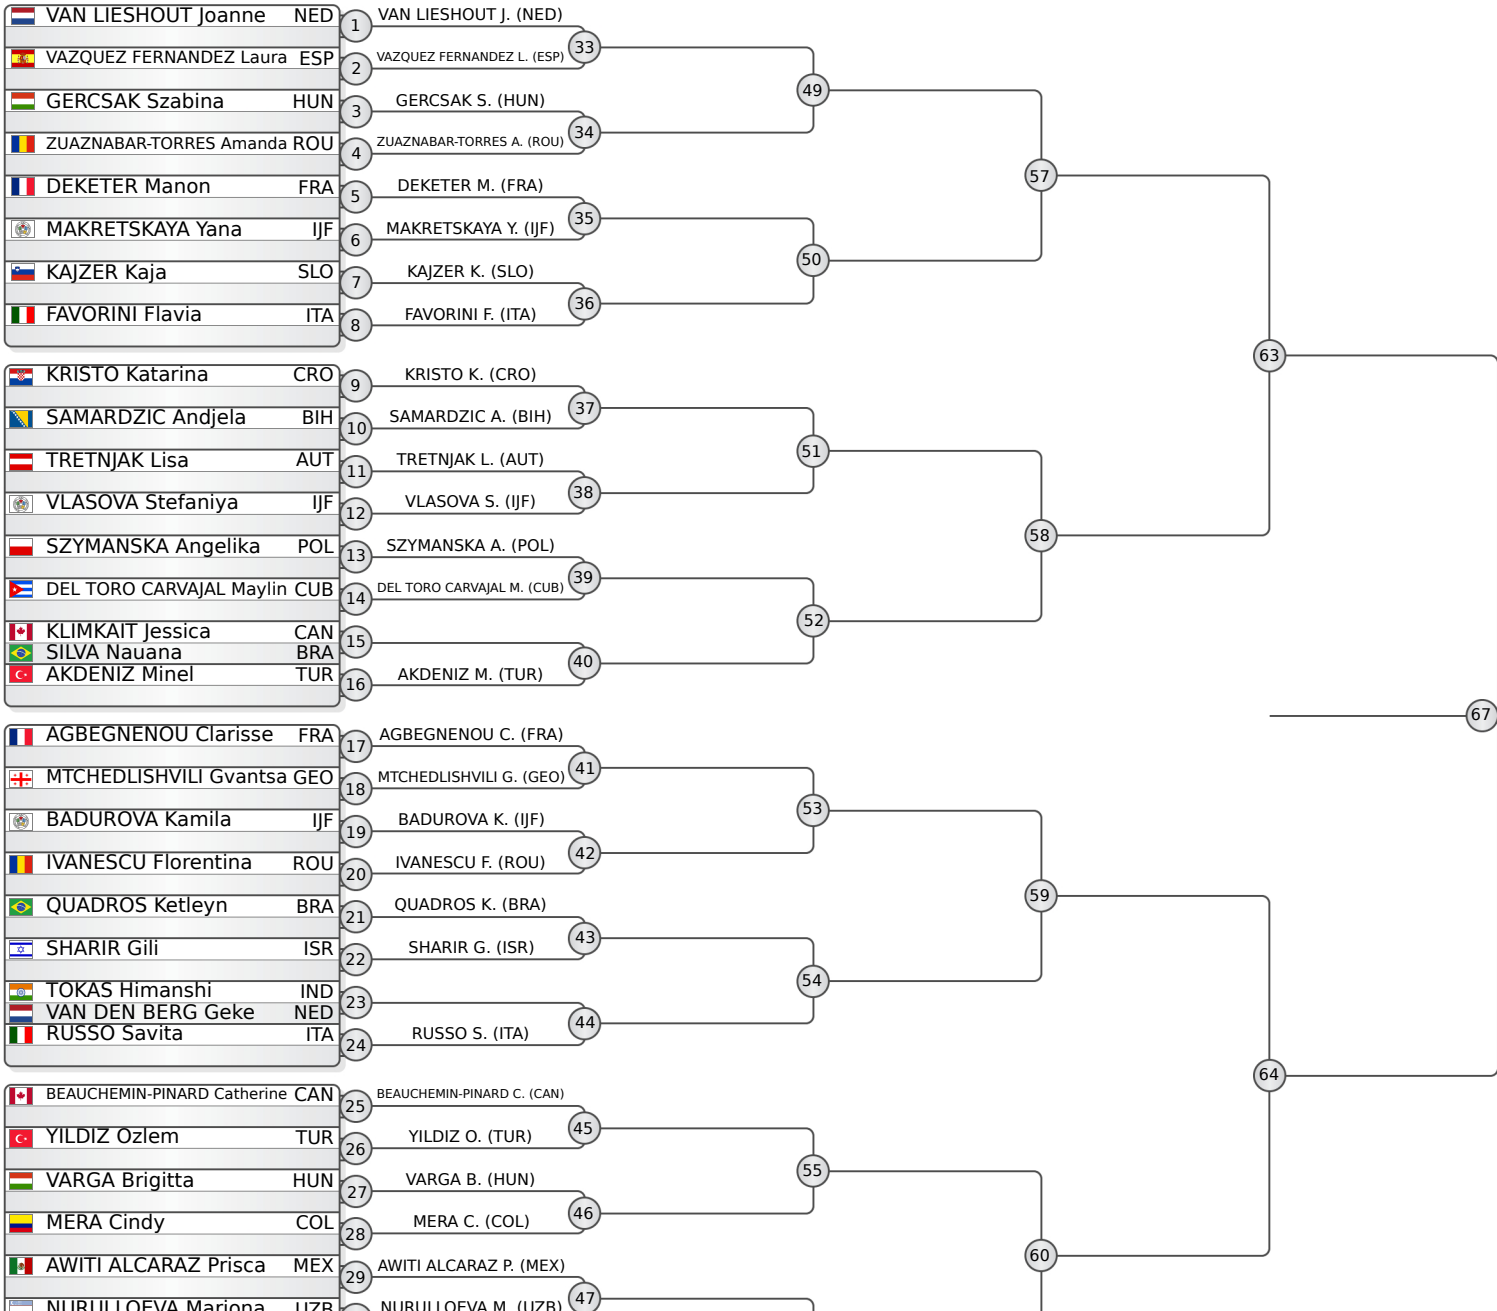 VAN LIESHOUT Joanne NED 1 VAN LIESHOUT J. (NED)
33
VAZQUEZ FERNANDEZ Laura ESP 2 VAZQUEZ FERNANDEZ L. (ESP)
49
GERCSAK Szabina HUN 3 GERCSAK S. (HUN)
34
ZUAZNABAR-TORRES Amanda ROU 4 ZUAZNABAR-TORRES A. (ROU)
57
DEKETER Manon FRA 5 DEKETER M. (FRA)
35
MAKRETSKAYA Yana IJF 6 MAKRETSKAYA Y. (IJF)
50
KAJZER Kaja SLO 7 KAJZER K. (SLO)
36
FAVORINI Flavia ITA 8 FAVORINI F. (ITA)
63
KRISTO Katarina CRO 9 KRISTO K. (CRO)
37
SAMARDZIC Andjela BIH 10 SAMARDZIC A. (BIH)
51
TRETNJAK Lisa AUT 11 TRETNJAK L. (AUT)
38
VLASOVA Stefaniya IJF 12 VLASOVA S. (IJF)
58
SZYMANSKA Angelika POL 13 SZYMANSKA A. (POL)
39
DEL TORO CARVAJAL Maylin CUB 14 DEL TORO CARVAJAL M. (CUB)
52
KLIMKAIT Jessica CAN 15
SILVA Nauana BRA
40
AKDENIZ Minel TUR 16 AKDENIZ M. (TUR)
67
AGBEGNENOU Clarisse FRA 17 AGBEGNENOU C. (FRA)
41
MTCHEDLISHVILI Gvantsa GEO 18 MTCHEDLISHVILI G. (GEO)
53
BADUROVA Kamila IJF 19 BADUROVA K. (IJF)
42
IVANESCU Florentina ROU 20 IVANESCU F. (ROU)
59
QUADROS Ketleyn BRA 21 QUADROS K. (BRA)
43
SHARIR Gili ISR 22 SHARIR G. (ISR)
54
TOKAS Himanshi IND 23
VAN DEN BERG Geke NED
44
RUSSO Savita ITA 24 RUSSO S. (ITA)
64
BEAUCHEMIN-PINARD Catherine CAN 25 BEAUCHEMIN-PINARD C. (CAN)
45
YILDIZ Ozlem TUR 26 YILDIZ O. (TUR)
55
VARGA Brigitta HUN 27 VARGA B. (HUN)
46
MERA Cindy COL 28 MERA C. (COL)
60
AWITI ALCARAZ Prisca MEX 29 AWITI ALCARAZ P. (MEX)
47
NURULLOEVA Mariona UZB NURULLOEVA M. (UZB)